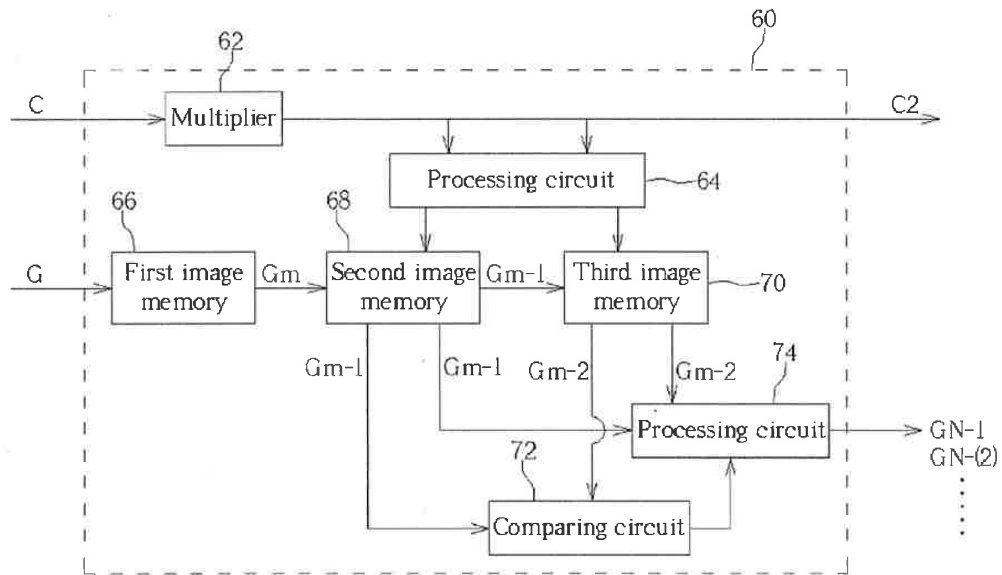 62
60
C
Multiplier
C2
Processing circuit
64
66
68
G
First image
memory
Gm
Second image
memory
Gm-1
Third image
memory
70
Gm-1
Gm-1
Gm-2
Gm-2
74
Processing circuit
GN-1
GN-(2)
72
Comparing circuit